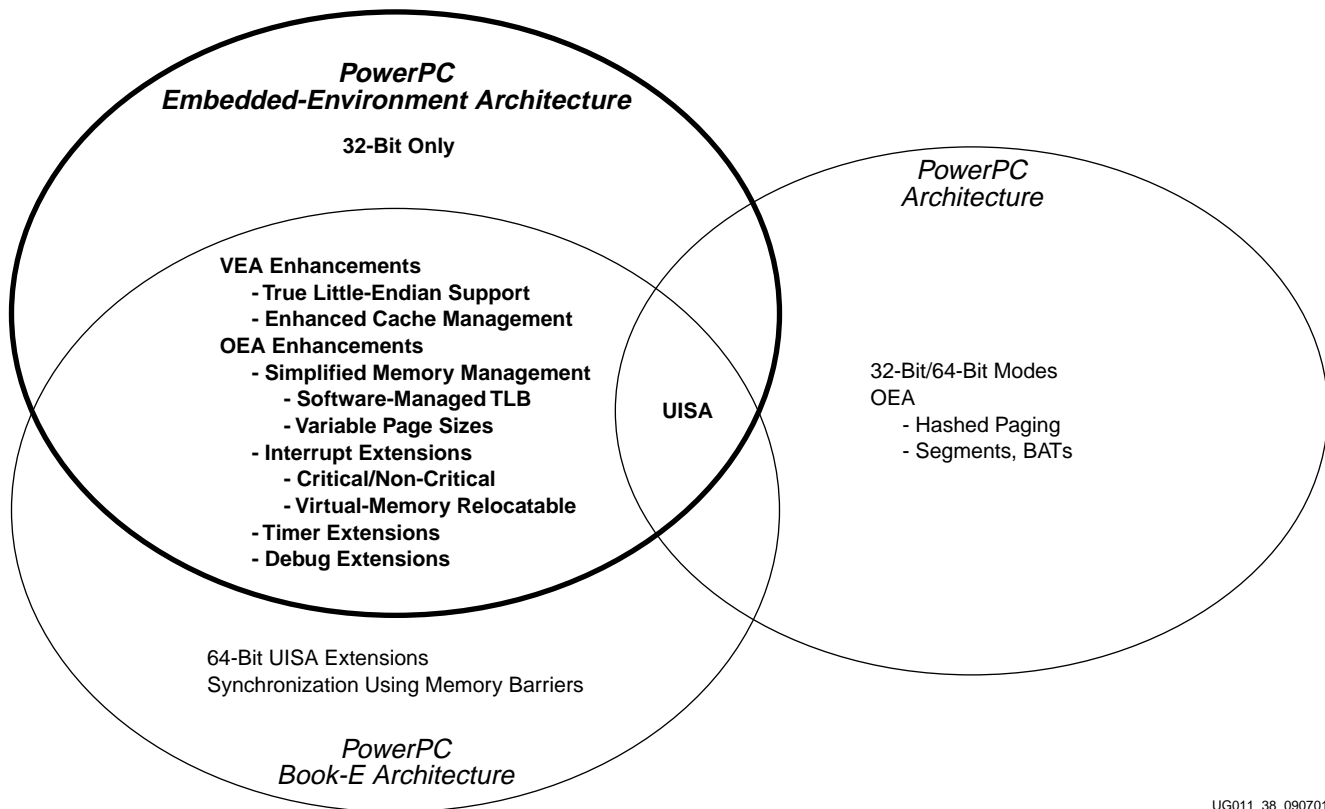 PowerPC
Embedded-Environment Architecture
32-Bit Only
PowerPC
Architecture
VEA Enhancements
- True Little-Endian Support
- Enhanced Cache Management
OEA Enhancements
- Simplified Memory Management
- Software-Managed TLB
- Variable Page Sizes
- Interrupt Extensions
- Critical/Non-Critical
- Virtual-Memory Relocatable
- Timer Extensions
- Debug Extensions
UISA
32-Bit/64-Bit Modes
OEA
- Hashed Paging
- Segments, BATs
64-Bit UISA Extensions
Synchronization Using Memory Barriers
PowerPC
Book-E Architecture
UG011_38_090701